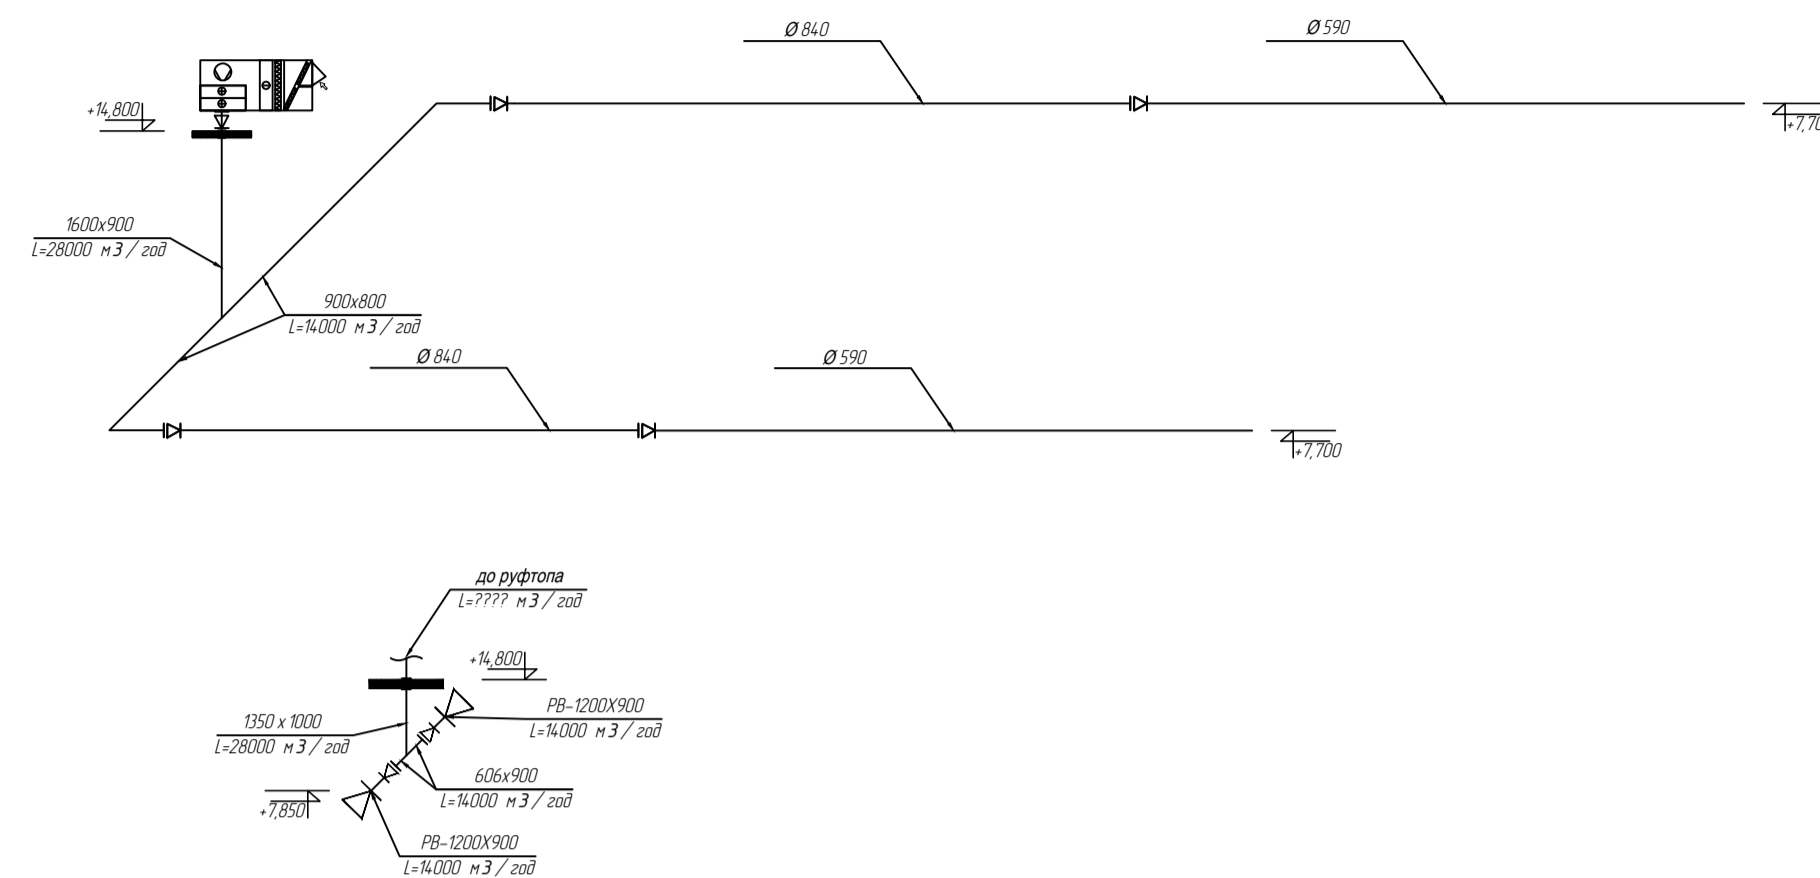 Ø 840
Ø 590
+14,800
+7,70
1600x900
L=28000 м3/год
900x800
L=14000 м3/год
Ø 840
Ø 590
+7,700
до руфтопа
L=???? м3/год
+14,800
РВ-1200Х900
L=14000 м3/год
1350 x 1000
L=28000 м3/год
606x900
L=14000 м3/год
+7,850
РВ-1200Х900
L=14000 м3/год